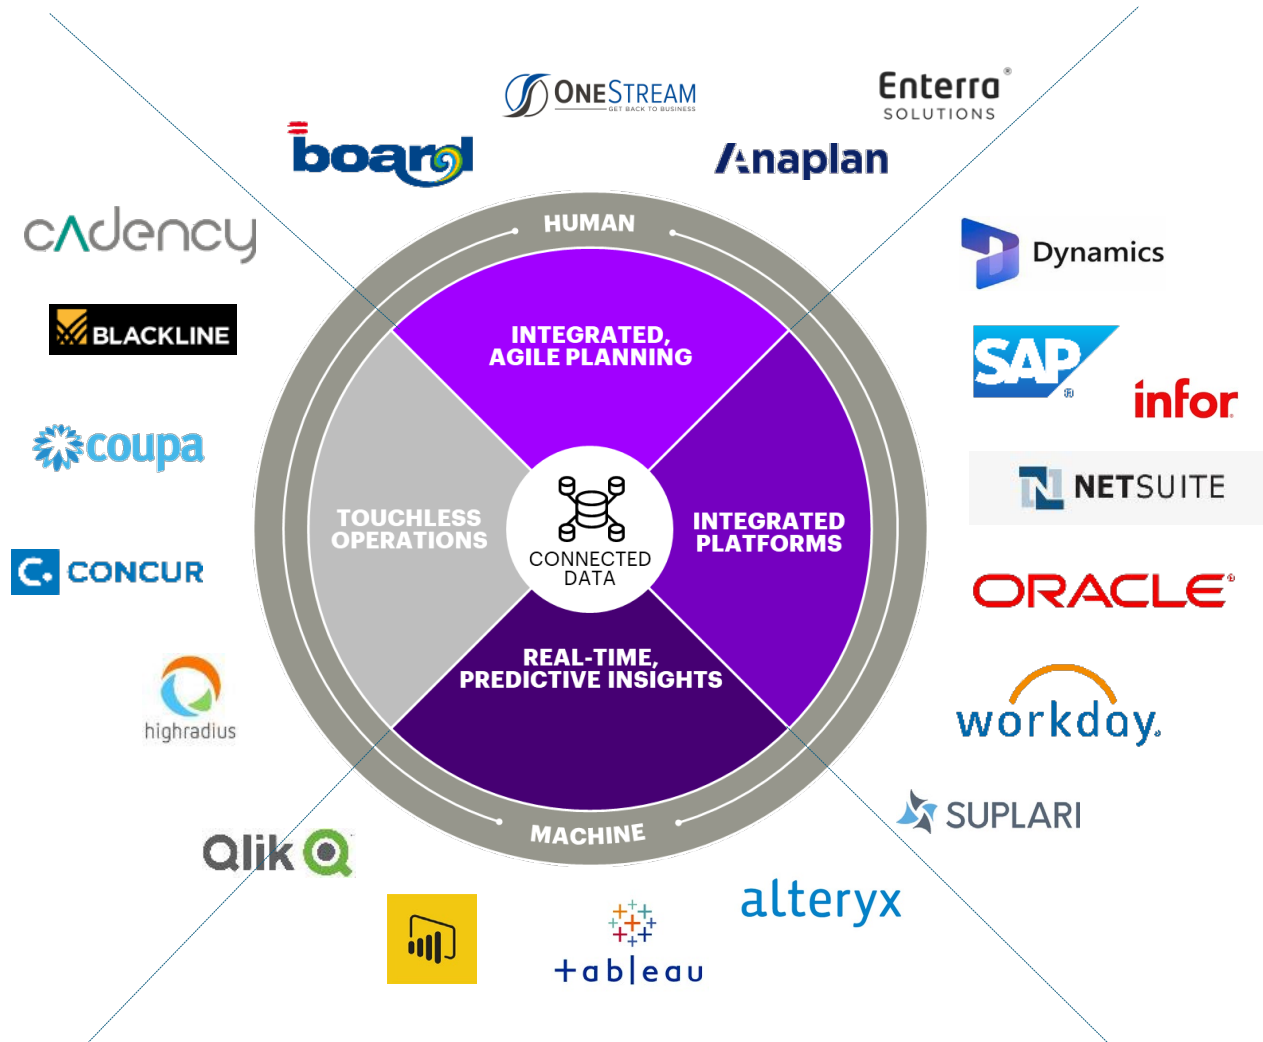 ONESTREAM
GET BACK TO BUSINESS
Enterra®
SOLUTIONS
board
Anaplan
cadency
HUMAN
Dynamics
BLACKLINE
INTEGRATED,
AGILE PLANNING
SAP®
infor
coupa
NETSUITE
TOUCHLESS
OPERATIONS
INTEGRATED
PLATFORMS
CONNECTED
DATA
CONCUR
ORACLE®
REAL-TIME,
PREDICTIVE INSIGHTS
highradius
workday.
SUPLARI
MACHINE
Qlik
alteryx
+ableau